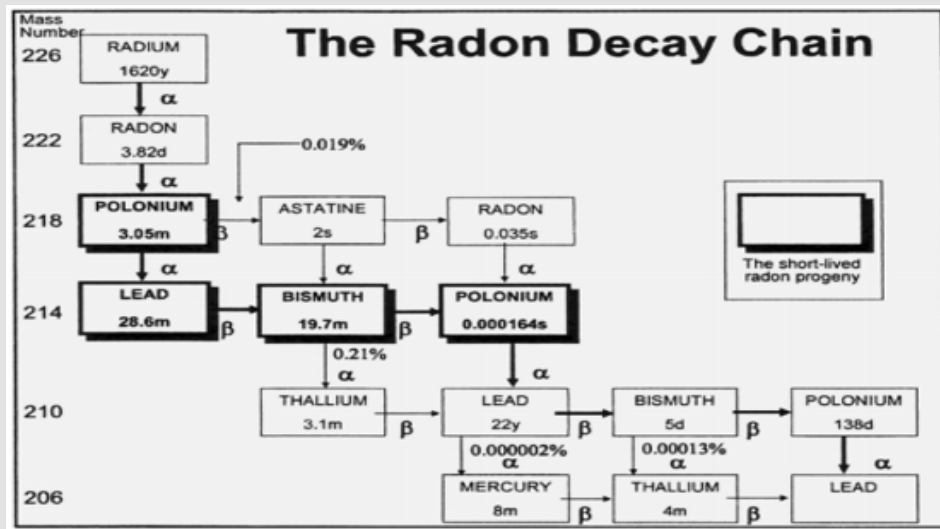 Mass
Number
The Radon Decay Chain
226
RADIUM
1620y
α
222
RADON
3.82d
0.019%
α
218
POLONIUM
3.05m
β
ASTATINE
2s
β
RADON
0.035s
The short-lived
radon progeny
α
α
α
214
LEAD
28.6m
β
BISMUTH
19.7m
β
POLONIUM
0.000164s
0.21%
α
α
210
THALLIUM
3.1m
β
LEAD
22y
β
BISMUTH
5d
β
POLONIUM
138d
0.000002%
α
0.00013%
α
α
206
MERCURY
8m
β
THALLIUM
4m
β
LEAD